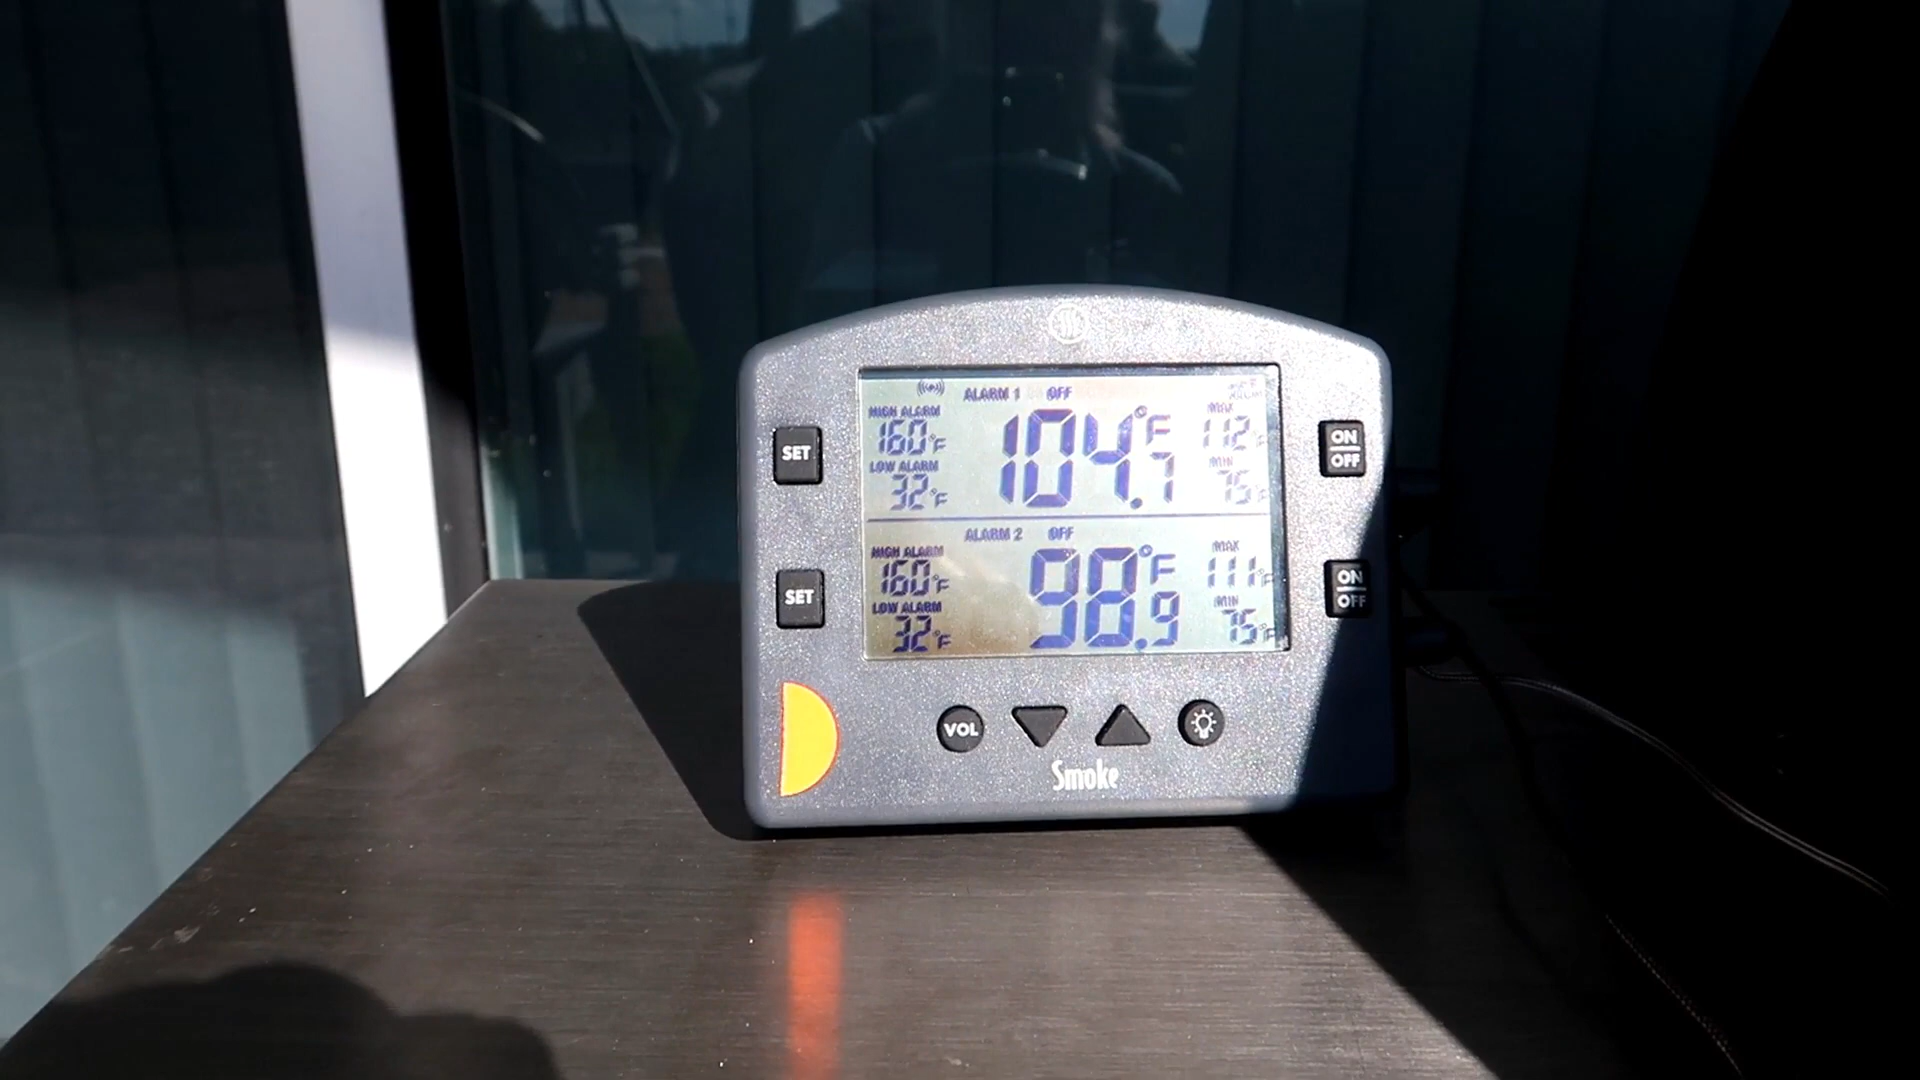 ALARM 1 OFF
HIGH ALARM
160°F
LOW ALARM
32°F
104.7°F
MAX
112°F
MIN
75°F
ALARM 2 OFF
HIGH ALARM
160°F
LOW ALARM
32°F
98.9°F
MAX
111°F
MIN
75°F
SET
ON
OFF
SET
ON
OFF
VOL
Smoke